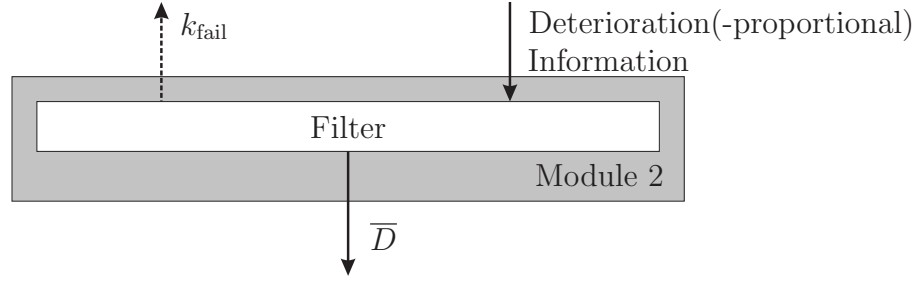 k_fail
Deterioration(-proportional)
Information
Filter
Module 2
D̅